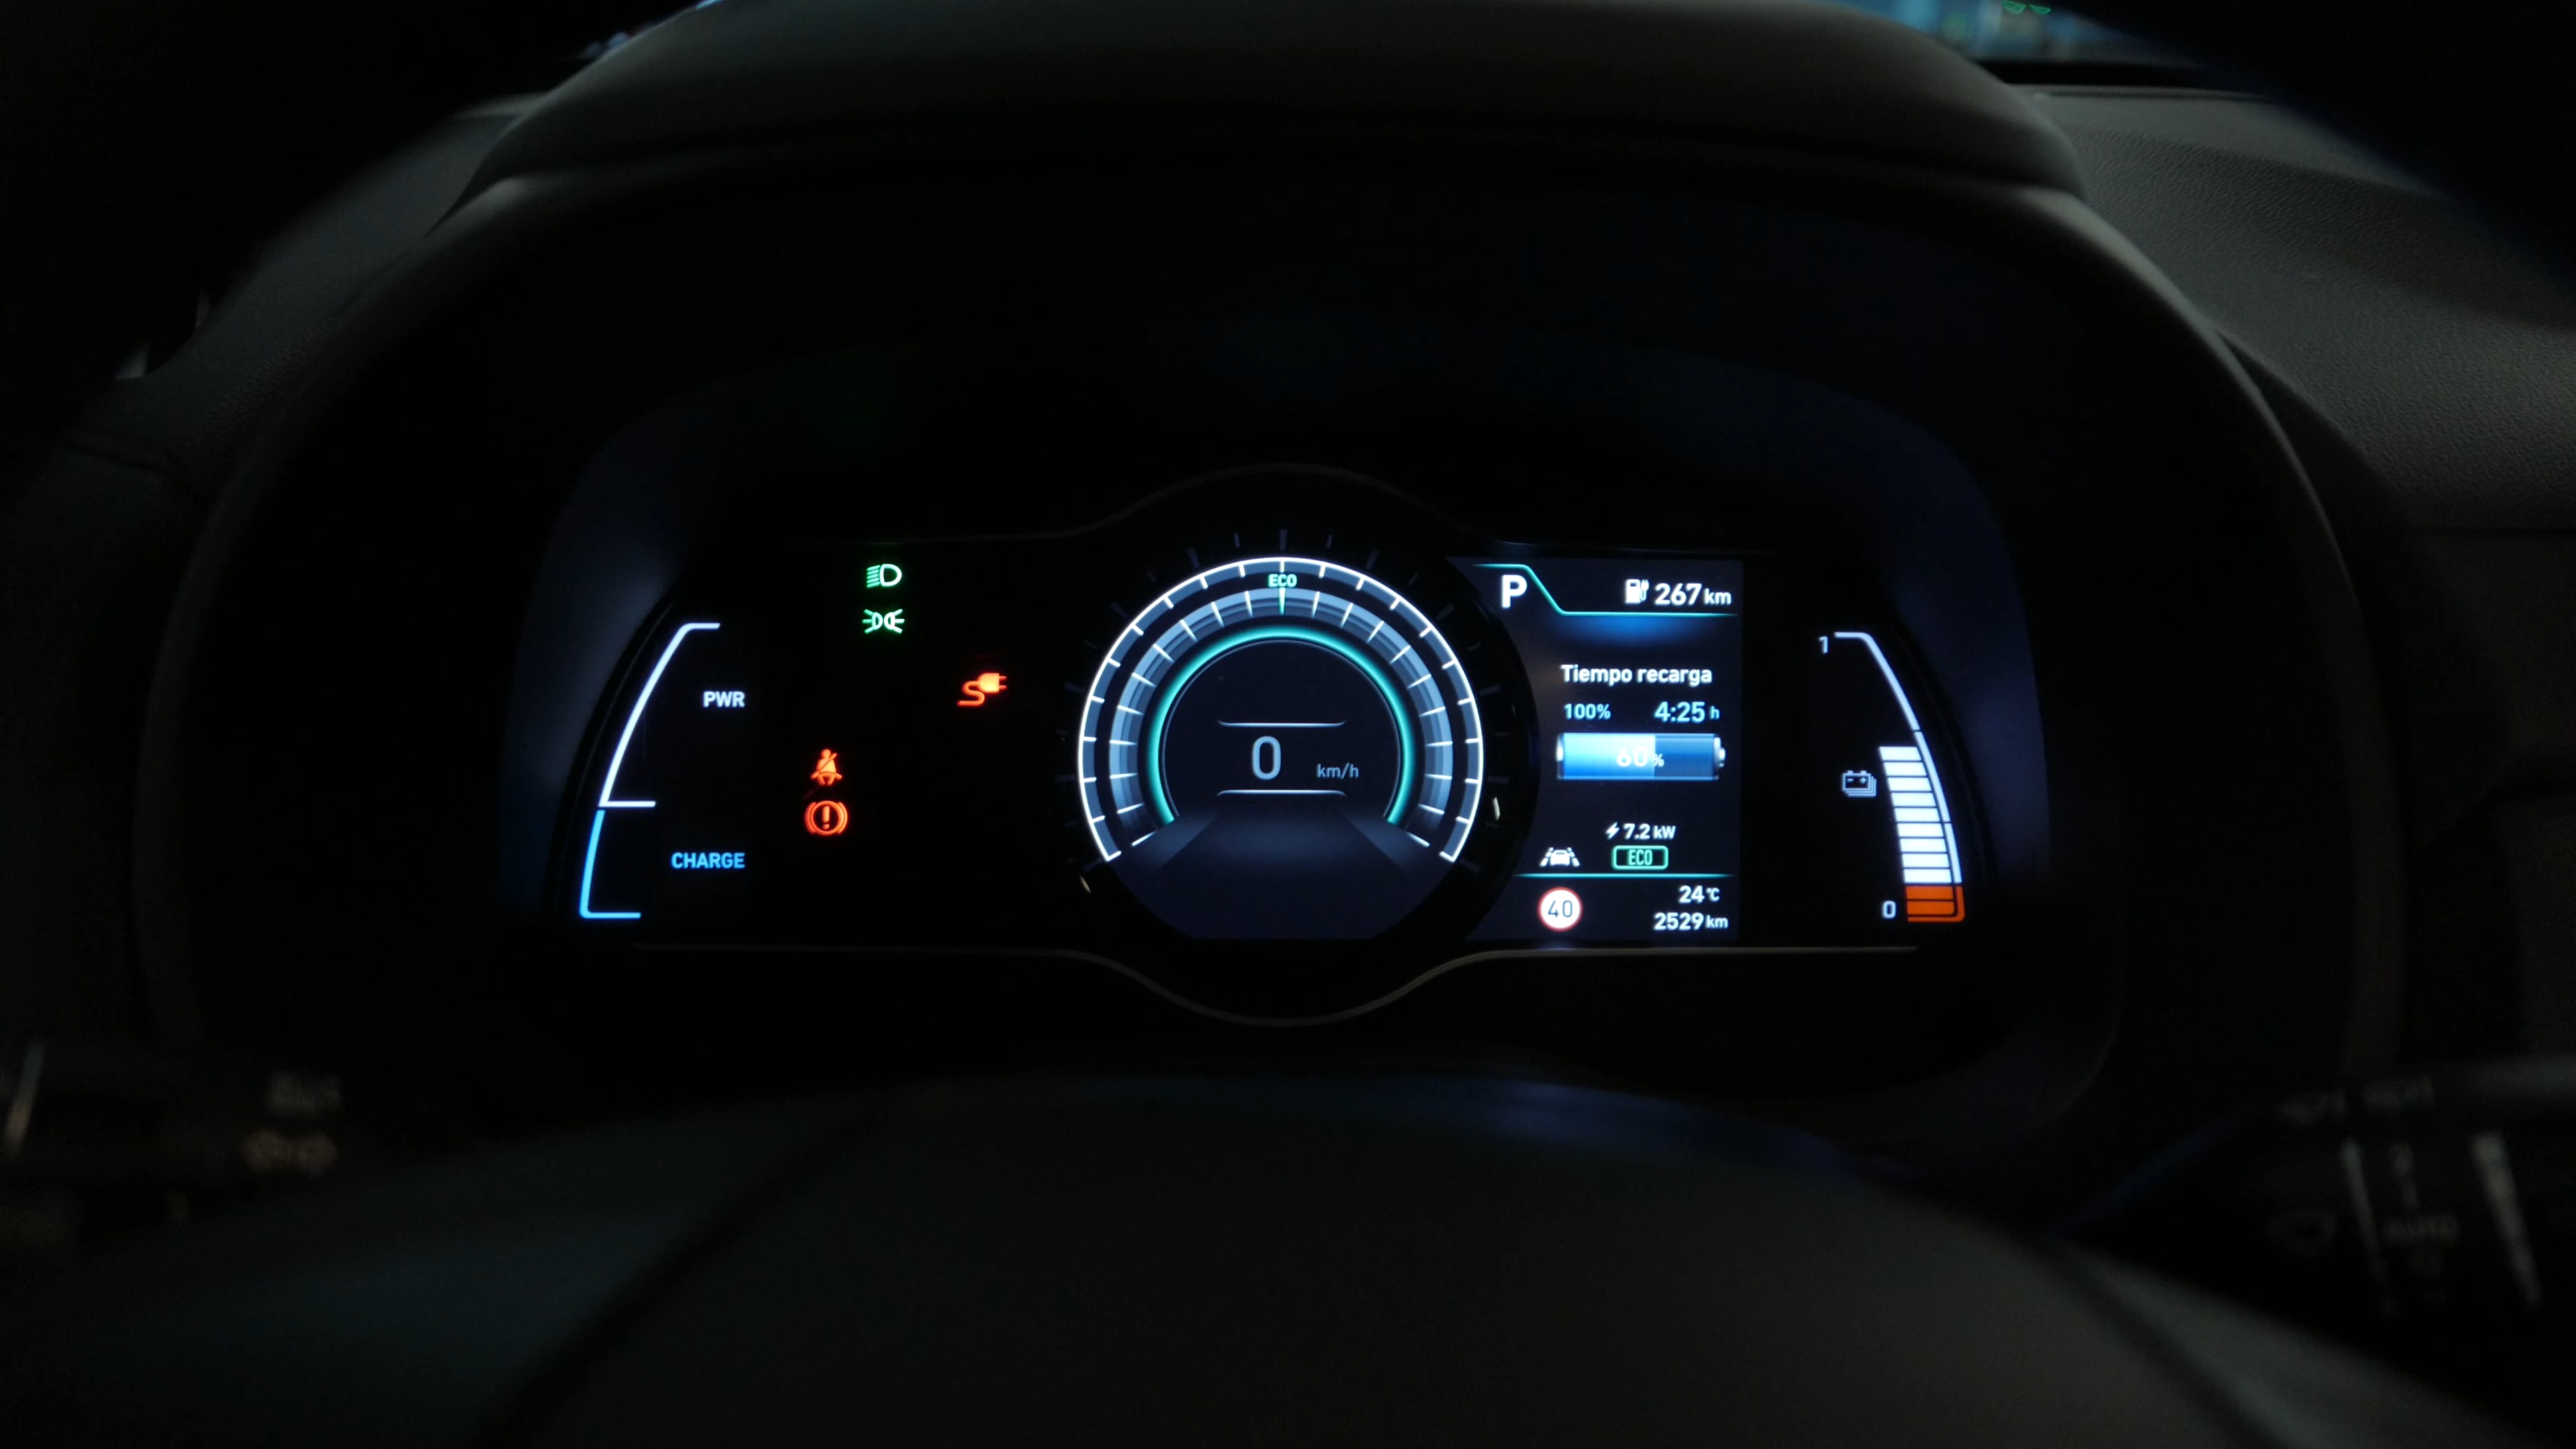 ECO
P 267 km
Tiempo recarga
100% 4:25 h
60 %
7.2 kW
ECO
40
24 °C
2529 km
PWR
CHARGE
0 km/h
1
0
AUTO